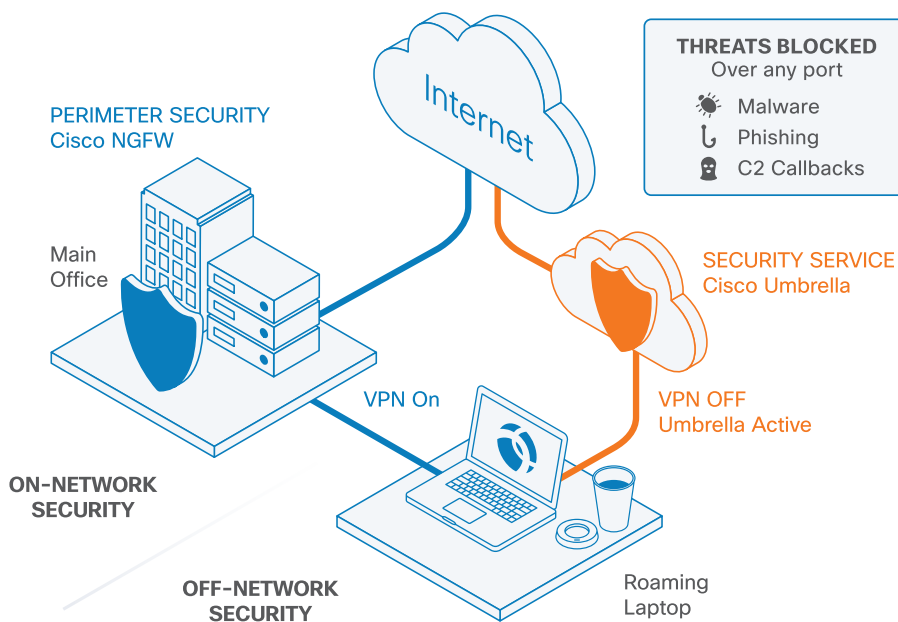 Internet
THREATS BLOCKED
Over any port
Malware
Phishing
C2 Callbacks
PERIMETER SECURITY
Cisco NGFW
Main
Office
SECURITY SERVICE
Cisco Umbrella
VPN On
VPN OFF
Umbrella Active
ON-NETWORK
SECURITY
OFF-NETWORK
SECURITY
Roaming
Laptop